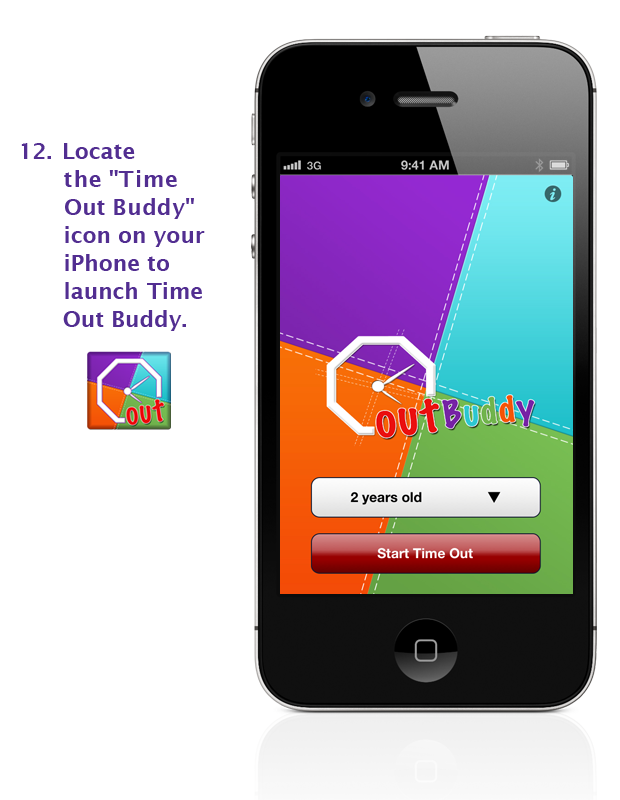 12. Locate
the "Time
Out Buddy"
icon on your
iPhone to
launch Time
Out Buddy.
OUT
3G
9:41 AM
i
outBuddy
2 years old
Start Time Out